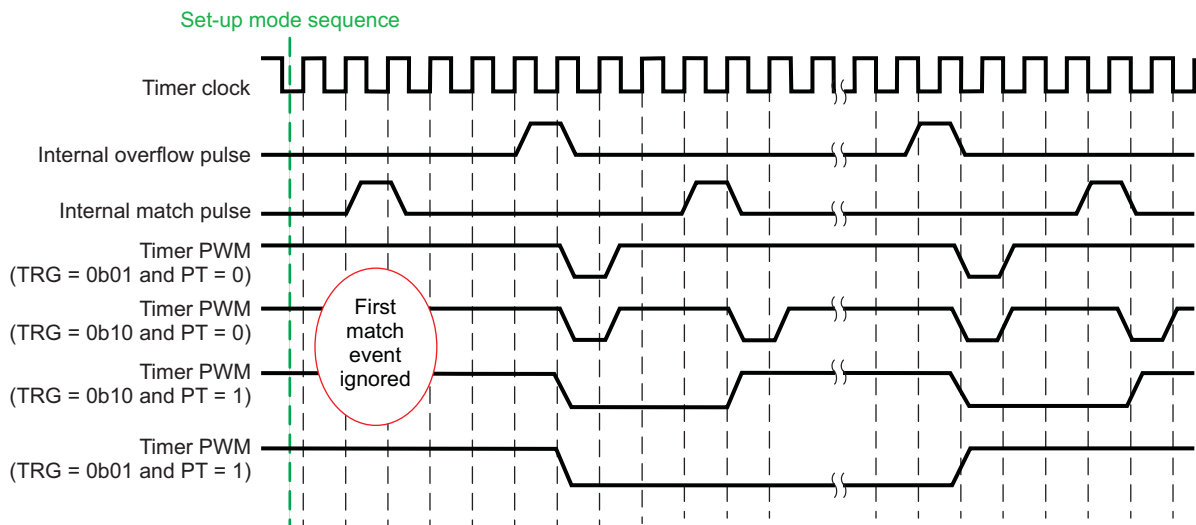 Set-up mode sequence
Timer clock
Internal overflow pulse
Internal match pulse
Timer PWM
(TRG = 0b01 and PT = 0)
Timer PWM
(TRG = 0b10 and PT = 0)
First
match
event
ignored
Timer PWM
(TRG = 0b10 and PT = 1)
Timer PWM
(TRG = 0b01 and PT = 1)